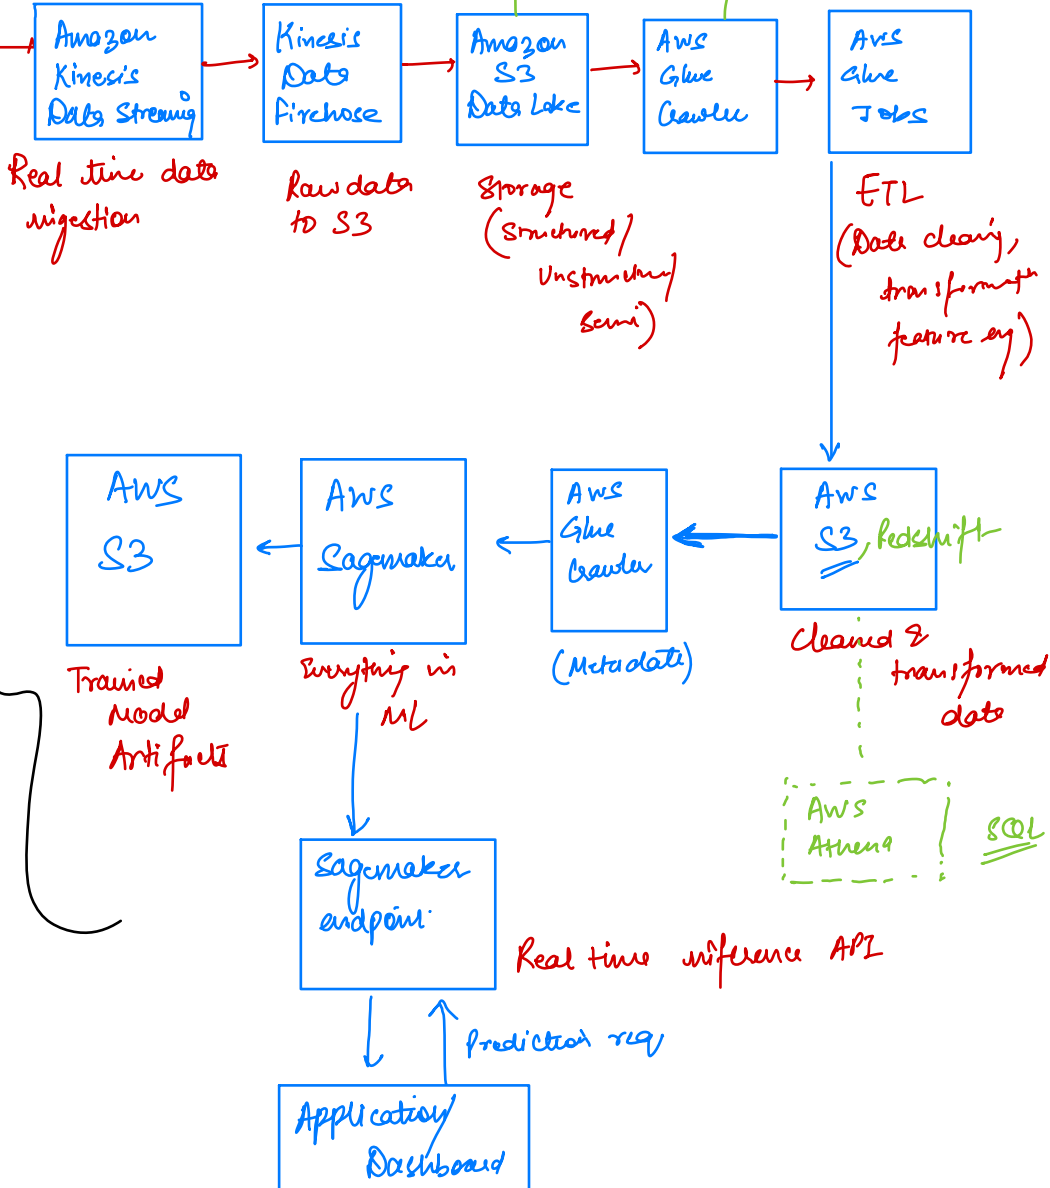 Amazon
Kinesis
Data Streaming
Kinesis
Data
Firehose
Amazon
S3
Data Lake
AWS
Glue
Crawler
AWS
Glue
Jobs
Real time data
ingestion
Raw data
to S3
Storage
(Structured/
Unstructured/
Semi)
ETL
(Data cleaning,
transformation
feature eng)
AWS
S3
AWS
Sagemaker
AWS
Glue
Crawler
AWS
S3, Redshift
Trained
Model
Artifacts
Everything in
ML
(Metadata)
Cleaned &
transformed
data
AWS
Athena
SQL
Sagemaker
endpoint
Real time inference API
Prediction req
Application/
Dashboard